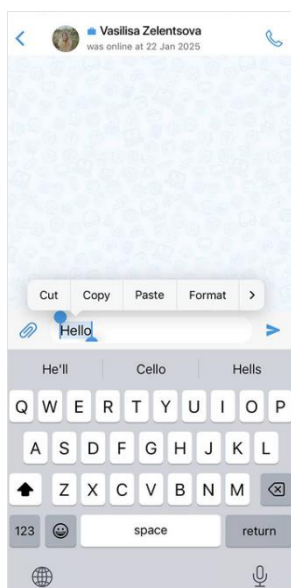 Vasilisa Zelentsova
was online at 22 Jan 2025
Cut Copy Paste Format >
Hello
He'll Cello Hells
Q W E R T Y U I O P
A S D F G H J K L
Z X C V B N M
123 space return